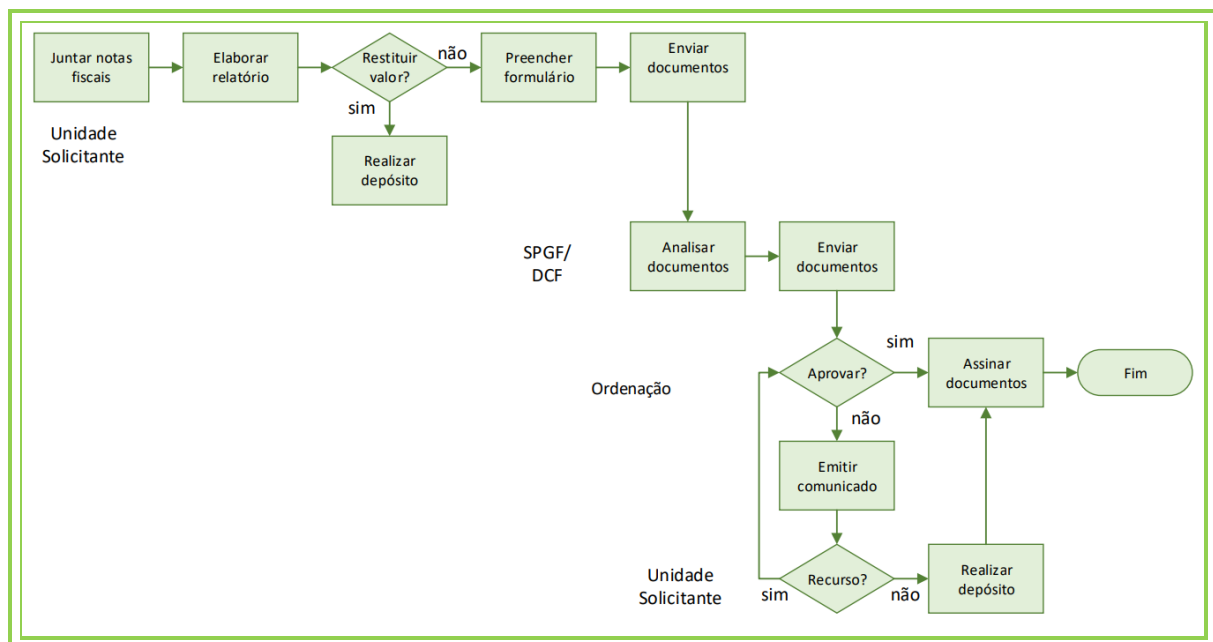 Juntar notas
fiscais
Elaborar
relatório
Restituir
valor?
não
Preencher
formulário
Enviar
documentos
sim
Unidade
Solicitante
Realizar
depósito
SPGF/
DCF
Analisar
documentos
Enviar
documentos
Ordenação
Aprovar?
sim
Assinar
documentos
Fim
não
Emitir
comunicado
Unidade
Solicitante
Recurso?
sim
não
Realizar
depósito